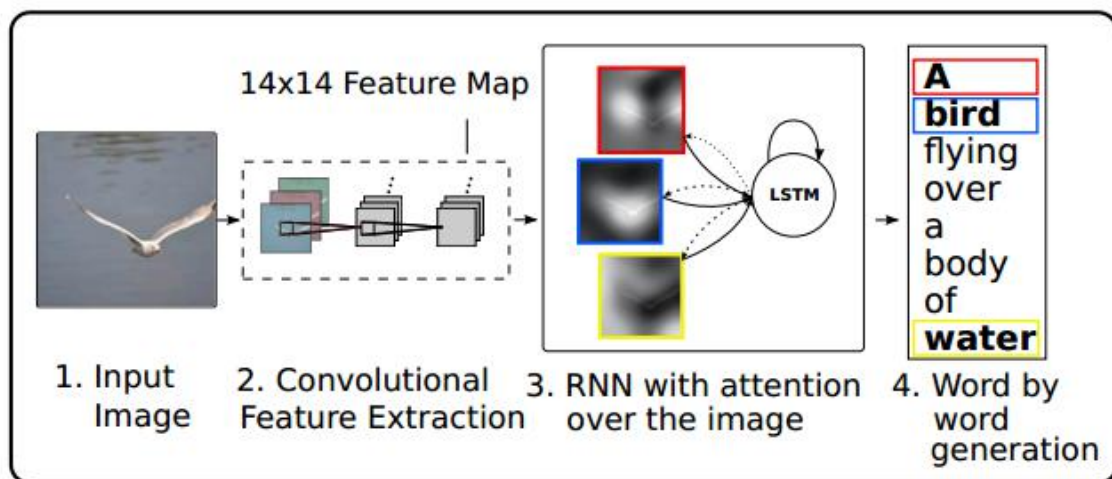 14x14 Feature Map
LSTM
A
bird
flying
over
a
body
of
water
1. Input
Image
2. Convolutional
Feature Extraction
3. RNN with attention
over the image
4. Word by
word
generation